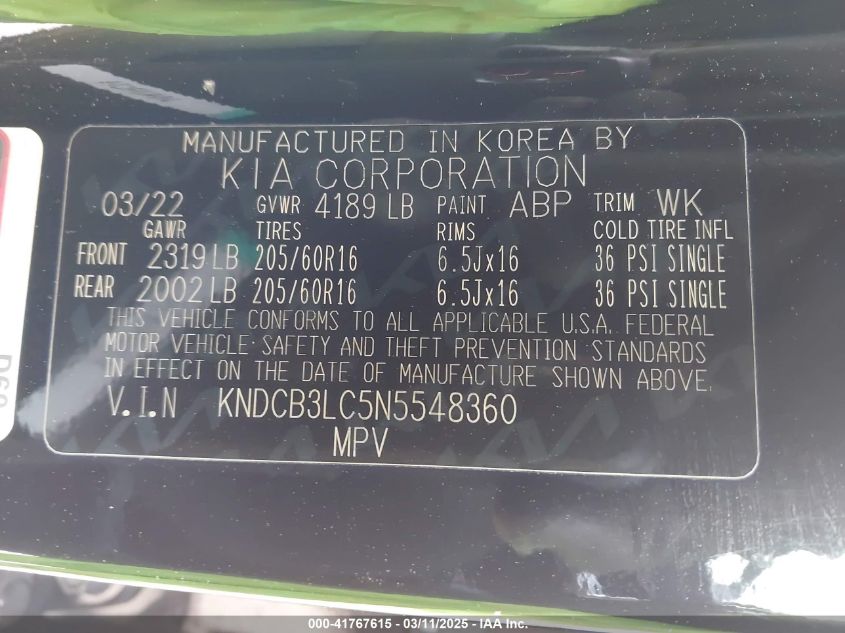 MANUFACTURED IN KOREA BY
KIA CORPORATION
03/22 GVWR 4189 LB PAINT ABP TRIM WK
GAWR TIRES RIMS COLD TIRE INFL
FRONT 2319 LB 205/60R16 6.5Jx16 36 PSI SINGLE
REAR 2002 LB 205/60R16 6.5Jx16 36 PSI SINGLE
THIS VEHICLE CONFORMS TO ALL APPLICABLE U.S.A. FEDERAL
MOTOR VEHICLE SAFETY AND THEFT PREVENTION STANDARDS
IN EFFECT ON THE DATE OF MANUFACTURE SHOWN ABOVE.
V.I.N KNDCB3LC5N5548360
MPV
000-41767615 - 03/11/2025 - IAA Inc.